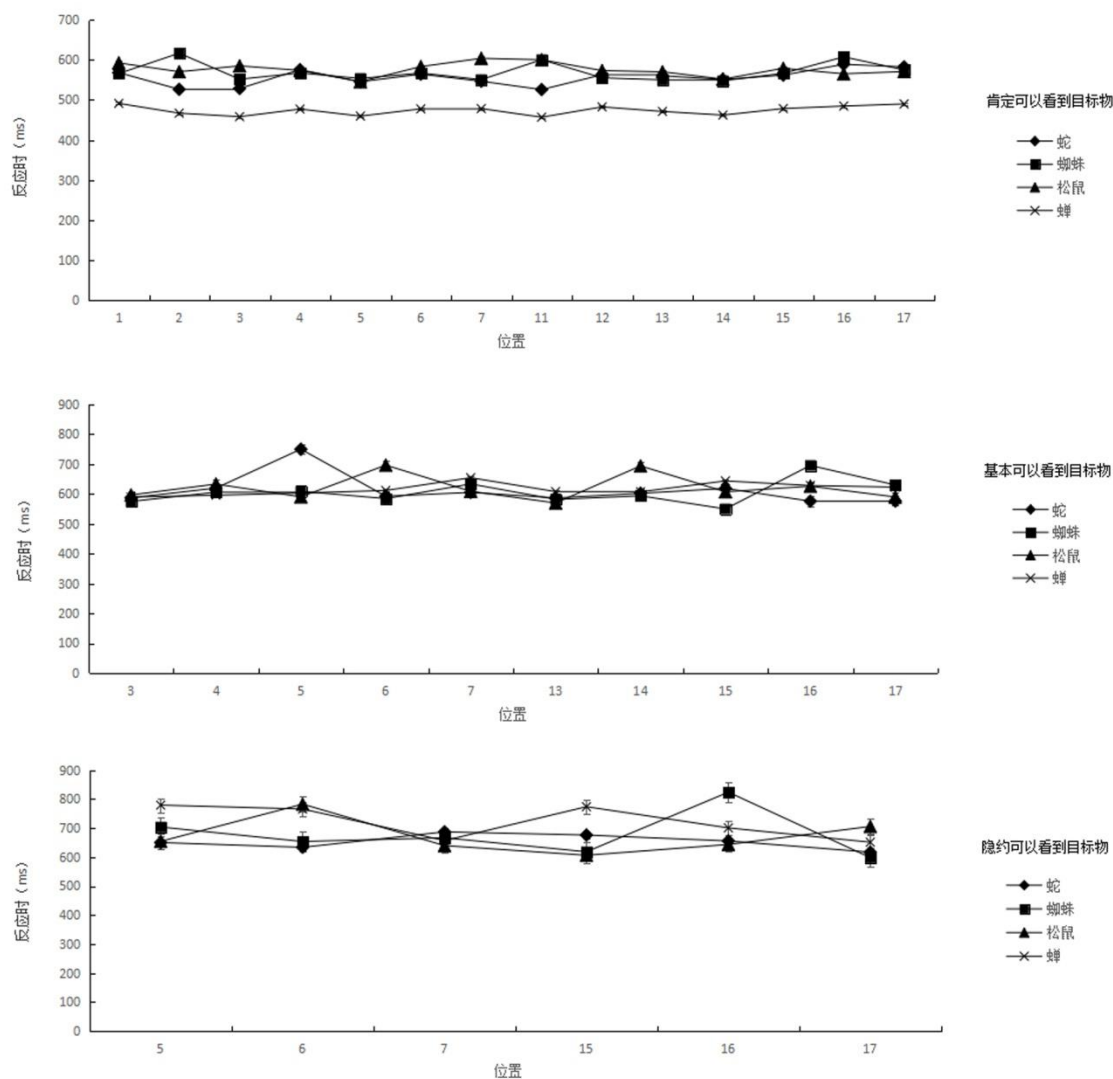 700
600
500
400
300
200
100
0
反应时（ms）
1 2 3 4 5 6 7 11 12 13 14 15 16 17
位置
肯定可以看到目标物
蛇
蜘蛛
松鼠
蝉
900
800
700
600
500
400
300
200
100
0
反应时（ms）
3 4 5 6 7 13 14 15 16 17
位置
基本可以看到目标物
蛇
蜘蛛
松鼠
蝉
900
800
700
600
500
400
300
200
100
0
反应时（ms）
5 6 7 15 16 17
位置
隐约可以看到目标物
蛇
蜘蛛
松鼠
蝉